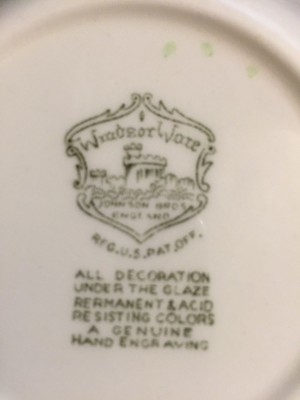 Windsor Ware
JOHNSON BROS
ENGLAND
REG. U.S. PAT. OFF.
ALL DECORATION
UNDER THE GLAZE
PERMANENT & ACID
RESISTING COLORS
A GENUINE
HAND ENGRAVING